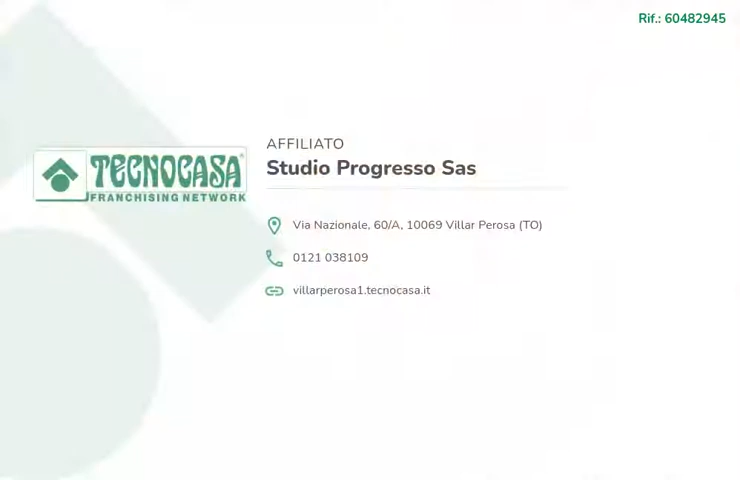 Rif.: 60482945
AFFILIATO
Studio Progresso Sas
TECNOCASA®
FRANCHISING NETWORK
Via Nazionale, 60/A, 10069 Villar Perosa (TO)
0121 038109
villarperosa1.tecnocasa.it